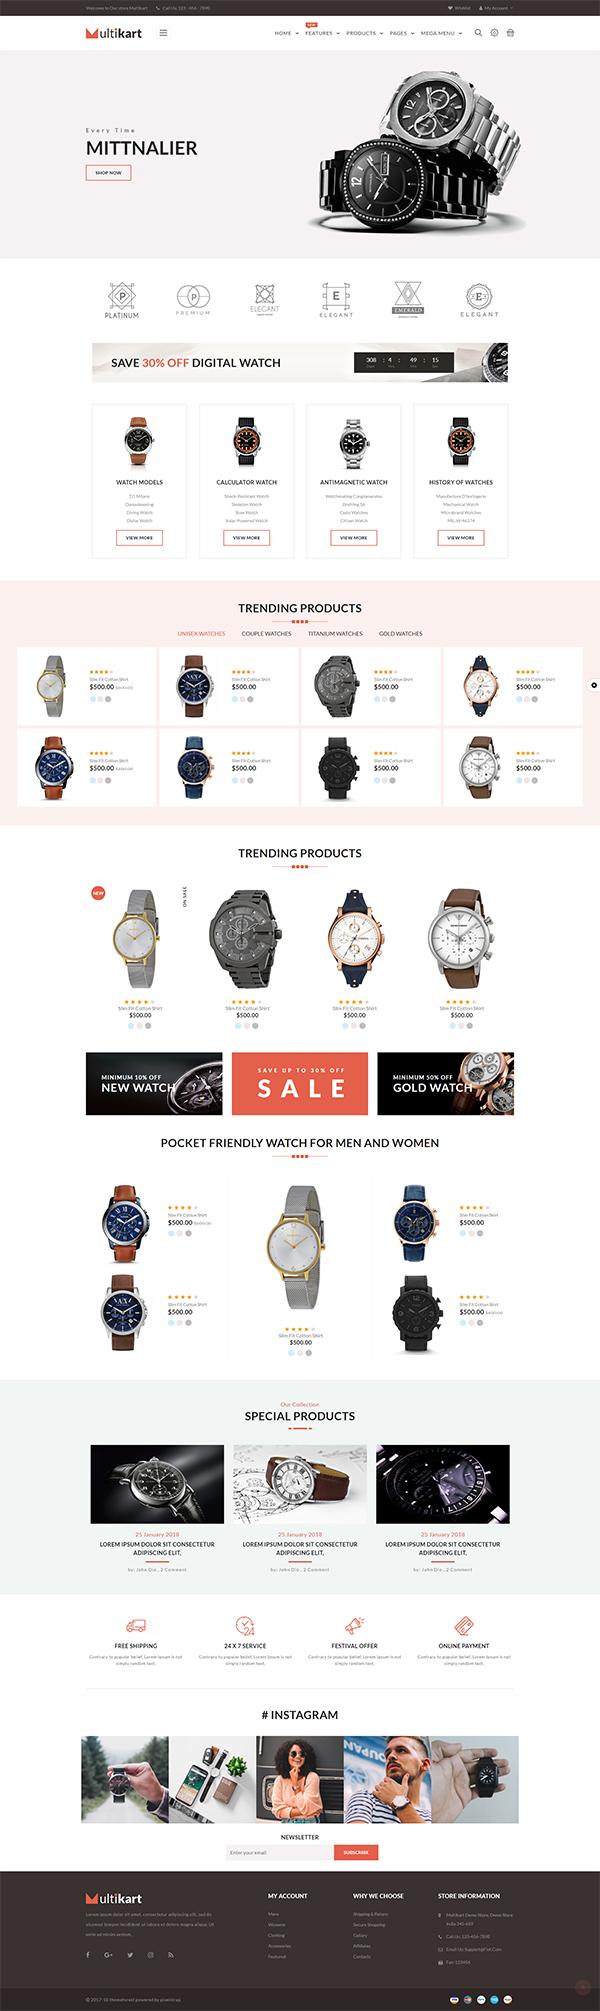 Welcome to Our store Multikart Call Us: 123 - 456 - 7890 Wishlist My Account
Multikart
NEW
HOME FEATURES PRODUCTS PAGES MEGA MENU
Every Time
MITTNALIER
SHOP NOW
P P E E
PLATINUM PREMIUM ELEGANT ELEGANT EMERALD ELEGANT
SAVE 30% OFF DIGITAL WATCH
308 : 4 : 49 : 15
Days Hrs Min Sec
WATCH MODELS
D1 Milano
Damaskeening
Diving Watch
Dollar Watch
VIEW MORE
CALCULATOR WATCH
Shock-Resistant Watch
Skeleton Watch
Slow Watch
Solar-Powered Watch
VIEW MORE
ANTIMAGNETIC WATCH
Watchmaking Conglomerates
Breitling SA
Casio Watches
Citizen Watch
VIEW MORE
HISTORY OF WATCHES
Manufacture D'Horlogerie
Mechanical Watch
Microbrand Watches
MIL-W-46374
VIEW MORE
TRENDING PRODUCTS
UNISEX WATCHES COUPLE WATCHES TITANIUM WATCHES GOLD WATCHES
Slim Fit Cotton Shirt
$500.00 $600.00
Slim Fit Cotton Shirt
$500.00
Slim Fit Cotton Shirt
$500.00
Slim Fit Cotton Shirt
$500.00
Slim Fit Cotton Shirt
$500.00 $600.00
Slim Fit Cotton Shirt
$500.00
Slim Fit Cotton Shirt
$500.00
Slim Fit Cotton Shirt
$500.00
TRENDING PRODUCTS
NEW
ON SALE
Slim Fit Cotton Shirt
$500.00
Slim Fit Cotton Shirt
$500.00
Slim Fit Cotton Shirt
$500.00
Slim Fit Cotton Shirt
$500.00
MINIMUM 10% OFF
NEW WATCH
SAVE UP TO 30% OFF
SALE
MINIMUM 50% OFF
GOLD WATCH
POCKET FRIENDLY WATCH FOR MEN AND WOMEN
Slim Fit Cotton Shirt
$500.00 $600.00
Slim Fit Cotton Shirt
$500.00
Slim Fit Cotton Shirt
$500.00
Slim Fit Cotton Shirt
$500.00
Slim Fit Cotton Shirt
$500.00 $600.00
Our Collection
SPECIAL PRODUCTS
25 January 2018
LOREM IPSUM DOLOR SIT CONSECTETUR
ADIPISCING ELIT,
by: John Dio , 2 Comment
25 January 2018
LOREM IPSUM DOLOR SIT CONSECTETUR
ADIPISCING ELIT,
by: John Dio , 2 Comment
25 January 2018
LOREM IPSUM DOLOR SIT CONSECTETUR
ADIPISCING ELIT,
by: John Dio , 2 Comment
FREE SHIPPING
Contrary to popular belief, Lorem Ipsum is not
simply random text.
24 X 7 SERVICE
Contrary to popular belief, Lorem Ipsum is not
simply random text.
FESTIVAL OFFER
Contrary to popular belief, Lorem Ipsum is not
simply random text.
ONLINE PAYMENT
Contrary to popular belief, Lorem Ipsum is not
simply random text.
# INSTAGRAM
NEWSLETTER
Enter your email SUBSCRIBE
Multikart
Lorem ipsum dolor sit amet, consectetur adipiscing elit, sed do
eiusmod tempor incididunt ut labore et dolore magna aliqua. Ut
enim ad minim veniam,
MY ACCOUNT
Mens
Womens
Clothing
Accessories
Featured
WHY WE CHOOSE
Shipping & Return
Secure Shopping
Gallary
Affiliates
Contacts
STORE INFORMATION
Multikart Demo Store, Demo Store
India 345-659
Call Us: 123-456-7898
Email Us: Support@Fiot.Com
Fax: 123456
© 2017-18 themeforest powered by pixelstrap